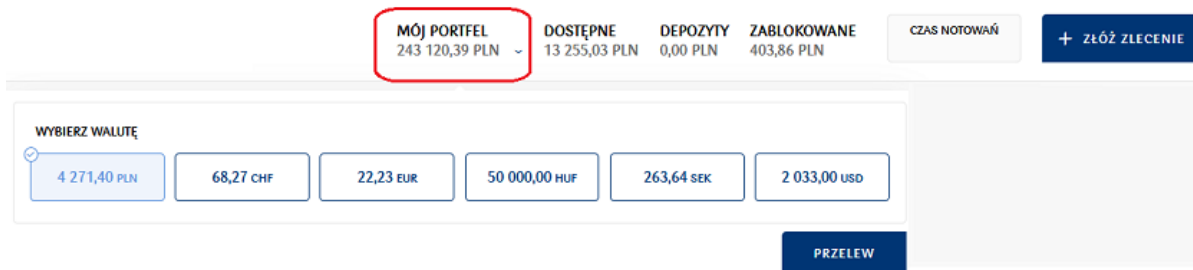 MÓJ PORTFEL DOSTĘPNE DEPOZYTY ZABLOKOWANE CZAS NOTOWAŃ
243 120,39 PLN 13 255,03 PLN 0,00 PLN 403,86 PLN + ZŁÓŻ ZLECENIE
WYBIERZ WALUTĘ
4 271,40 PLN 68,27 CHF 22,23 EUR 50 000,00 HUF 263,64 SEK 2 033,00 USD
PRZELEW